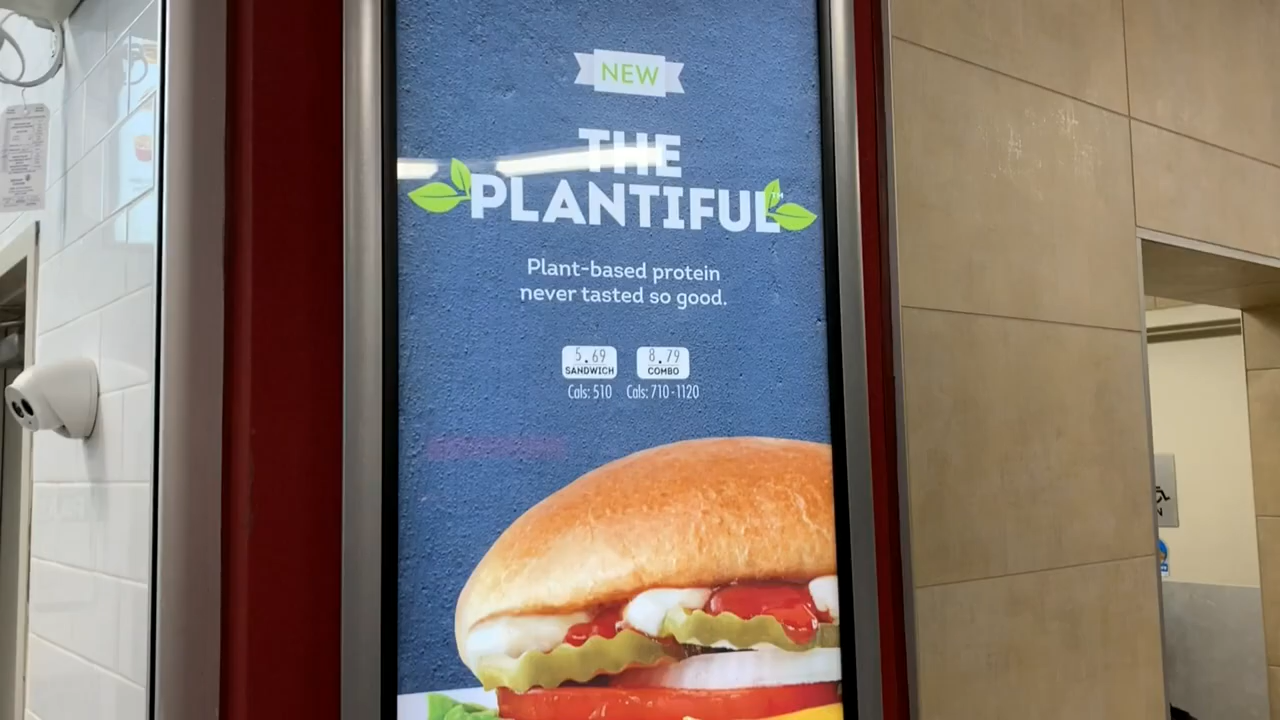 NEW
THE
PLANTIFUL™
Plant-based protein
never tasted so good.
5.69 8.79
SANDWICH COMBO
Cals: 510 Cals: 710-1120